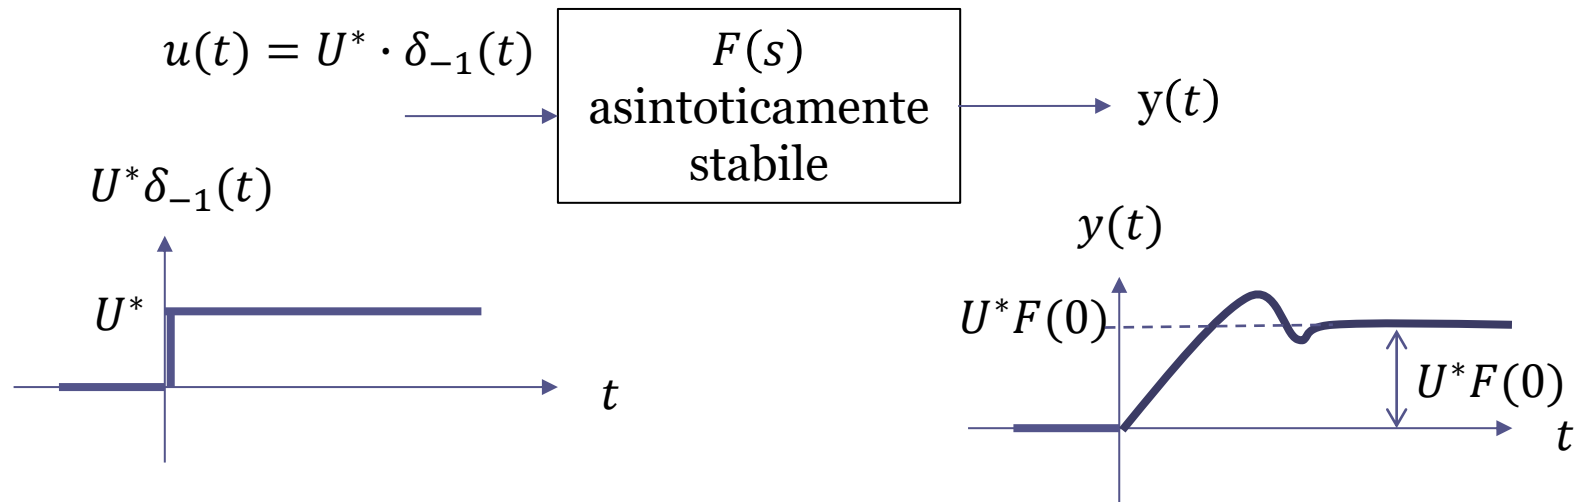 u(t) = U* · δ₋₁(t)
F(s)
asintoticamente
stabile
y(t)
U*δ₋₁(t)
U*
t
y(t)
U*F(0)
U*F(0)
t